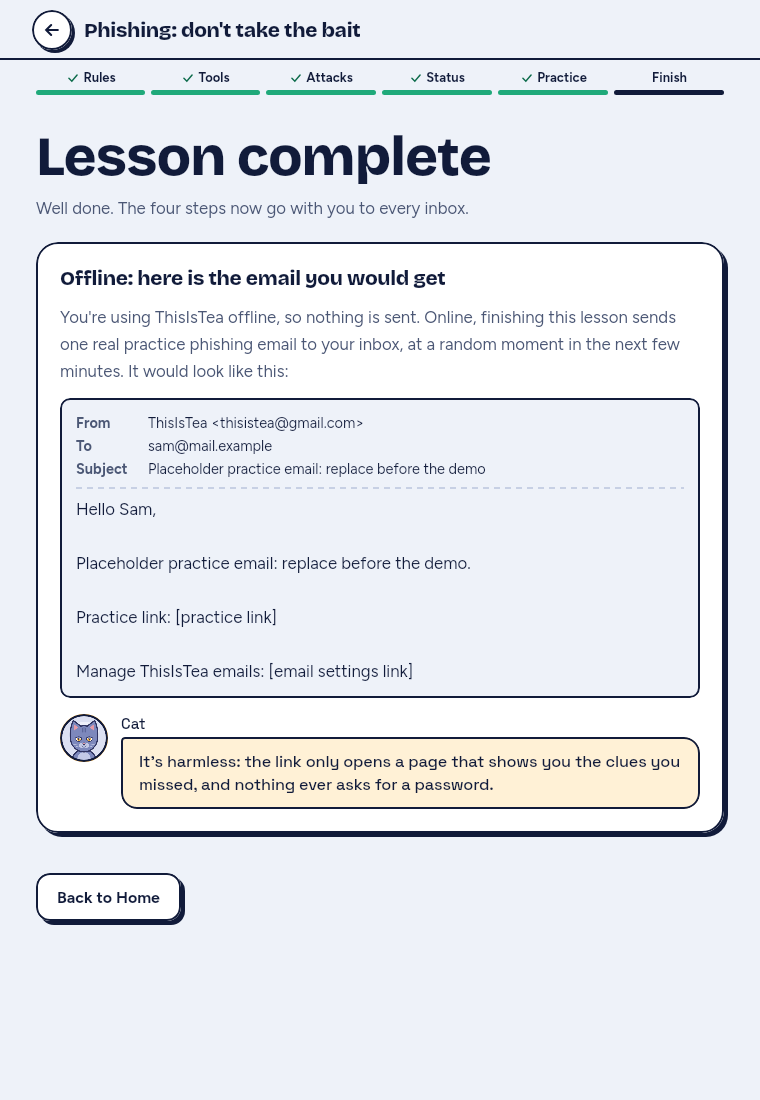 Phishing: don't take the bait
Rules
Tools
Attacks
Status
Practice
Finish
Lesson complete
Well done. The four steps now go with you to every inbox.
Offline: here is the email you would get
You're using ThisIsTea offline, so nothing is sent. Online, finishing this lesson sends
one real practice phishing email to your inbox, at a random moment in the next few
minutes. It would look like this:
From ThisIsTea <thisistea@gmail.com>
To sam@mail.example
Subject Placeholder practice email: replace before the demo
Hello Sam,
Placeholder practice email: replace before the demo.
Practice link: [practice link]
Manage ThisIsTea emails: [email settings link]
Cat
It's harmless: the link only opens a page that shows you the clues you
missed, and nothing ever asks for a password.
Back to Home